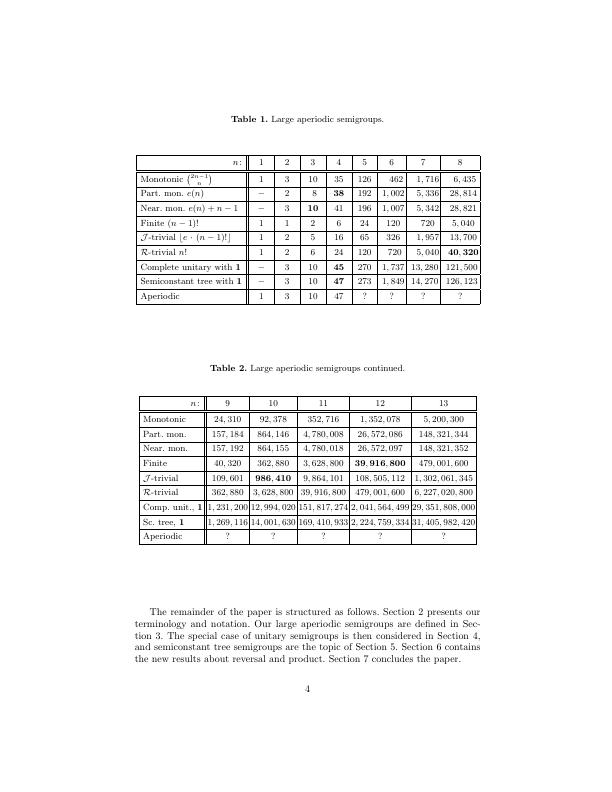 Table 1. Large aperiodic semigroups.
n: 1 2 3 4 5 6 7 8
Monotonic (2n−1 n) 1 3 10 35 126 462 1,716 6,435
Part. mon. e(n) − 2 8 38 192 1,002 5,336 28,814
Near. mon. e(n) + n − 1 − 3 10 41 196 1,007 5,342 28,821
Finite (n − 1)! 1 1 2 6 24 120 720 5,040
𝒥-trivial ⌊e · (n − 1)!⌋ 1 2 5 16 65 326 1,957 13,700
ℛ-trivial n! 1 2 6 24 120 720 5,040 40,320
Complete unitary with 1 − 3 10 45 270 1,737 13,280 121,500
Semiconstant tree with 1 − 3 10 47 273 1,849 14,270 126,123
Aperiodic 1 3 10 47 ? ? ? ?
Table 2. Large aperiodic semigroups continued.
n: 9 10 11 12 13
Monotonic 24,310 92,378 352,716 1,352,078 5,200,300
Part. mon. 157,184 864,146 4,780,008 26,572,086 148,321,344
Near. mon. 157,192 864,155 4,780,018 26,572,097 148,321,352
Finite 40,320 362,880 3,628,800 39,916,800 479,001,600
𝒥-trivial 109,601 986,410 9,864,101 108,505,112 1,302,061,345
ℛ-trivial 362,880 3,628,800 39,916,800 479,001,600 6,227,020,800
Comp. unit., 1 1,231,200 12,994,020 151,817,274 2,041,564,499 29,351,808,000
Sc. tree, 1 1,269,116 14,001,630 169,410,933 2,224,759,334 31,405,982,420
Aperiodic ? ? ? ? ?
The remainder of the paper is structured as follows. Section 2 presents our
terminology and notation. Our large aperiodic semigroups are defined in Sec-
tion 3. The special case of unitary semigroups is then considered in Section 4,
and semiconstant tree semigroups are the topic of Section 5. Section 6 contains
the new results about reversal and product. Section 7 concludes the paper.
4